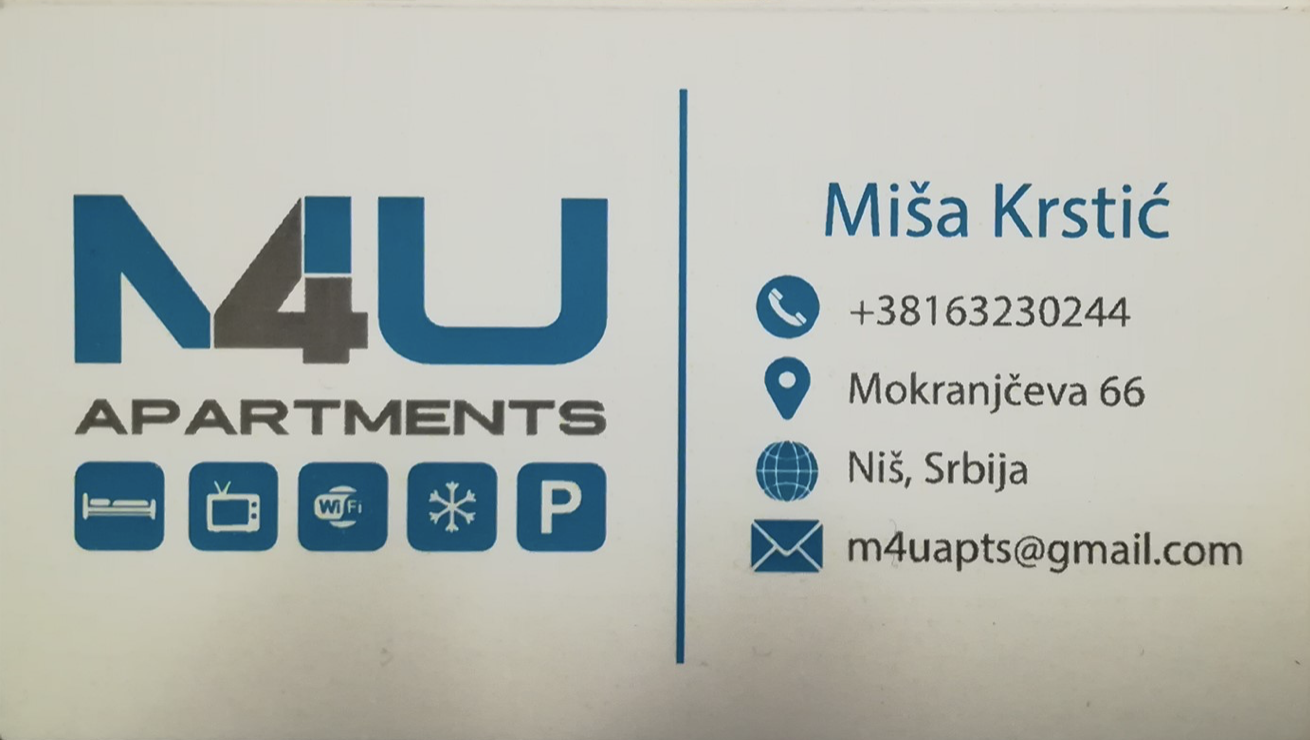 M4U
APARTMENTS
WiFi
P
Miša Krstić
+38163230244
Mokranjčeva 66
Niš, Srbija
m4uapts@gmail.com